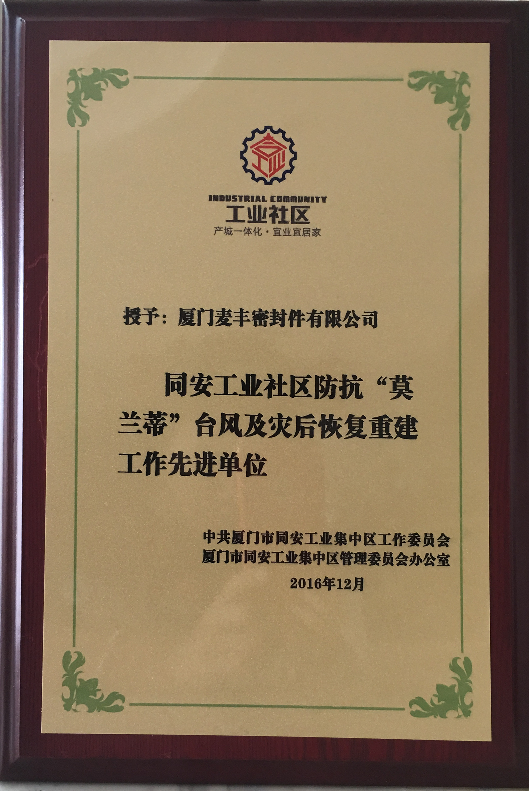 INDUSTRIAL COMMUNITY
工业社区
产城一体化·宜业宜居家
授予：厦门麦丰密封件有限公司
同安工业社区防抗“莫
兰蒂”台风及灾后恢复重建
工作先进单位
中共厦门市同安工业集中区工作委员会
厦门市同安工业集中区管理委员会办公室
2016年12月